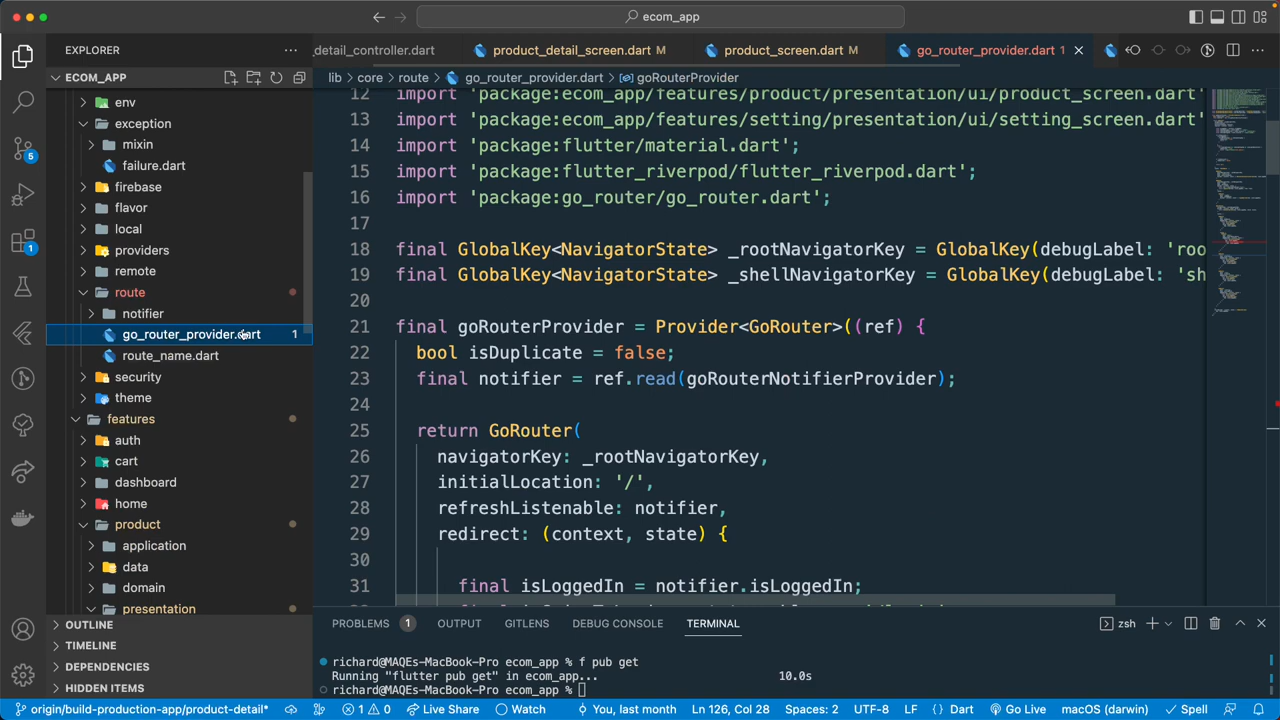 ecom_app
EXPLORER
_detail_controller.dart
product_detail_screen.dart M
product_screen.dart M
go_router_provider.dart 1
ECOM_APP
lib > core > route > go_router_provider.dart > goRouterProvider
env
exception
mixin
failure.dart
firebase
flavor
local
providers
remote
route
notifier
go_router_provider.dart 1
route_name.dart
security
theme
features
auth
cart
dashboard
home
product
application
data
domain
presentation
OUTLINE
TIMELINE
DEPENDENCIES
HIDDEN ITEMS
12 import 'package:ecom_app/features/product/presentation/ui/product_screen.dart'
13 import 'package:ecom_app/features/setting/presentation/ui/setting_screen.dart'
14 import 'package:flutter/material.dart';
15 import 'package:flutter_riverpod/flutter_riverpod.dart';
16 import 'package:go_router/go_router.dart';
17
18 final GlobalKey<NavigatorState> _rootNavigatorKey = GlobalKey(debugLabel: 'roo
19 final GlobalKey<NavigatorState> _shellNavigatorKey = GlobalKey(debugLabel: 'sh
20
21 final goRouterProvider = Provider<GoRouter>((ref) {
22 bool isDuplicate = false;
23 final notifier = ref.read(goRouterNotifierProvider);
24
25 return GoRouter(
26 navigatorKey: _rootNavigatorKey,
27 initialLocation: '/',
28 refreshListenable: notifier,
29 redirect: (context, state) {
30
31 final isLoggedIn = notifier.isLoggedIn;
PROBLEMS 1 OUTPUT GITLENS DEBUG CONSOLE TERMINAL
zsh
richard@MAQEs-MacBook-Pro ecom_app % f pub get
Running "flutter pub get" in ecom_app... 10.0s
richard@MAQEs-MacBook-Pro ecom_app %
5
1
origin/build-production-app/product-detail* 1 0 Live Share Watch You, last month Ln 126, Col 28 Spaces: 2 UTF-8 LF {} Dart Go Live macOS (darwin) Spell